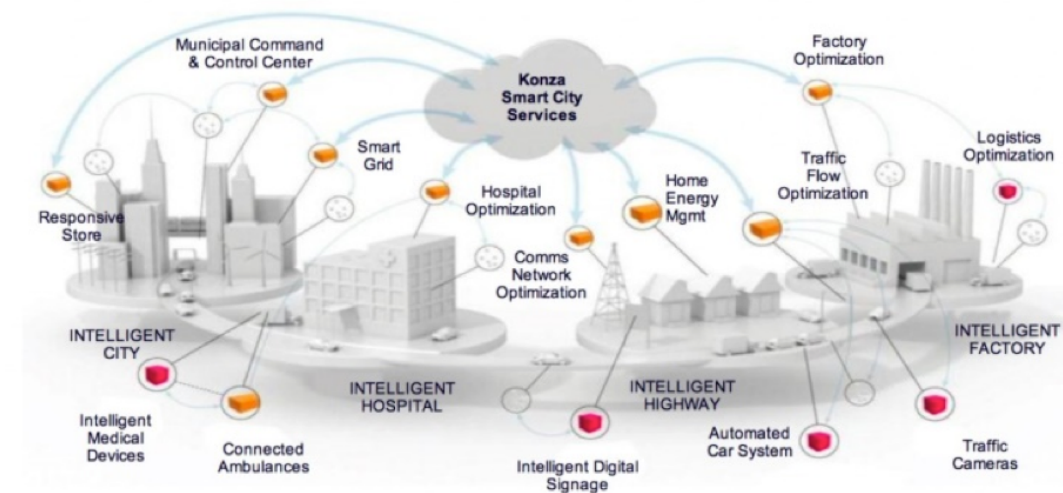 Municipal Command
& Control Center
Konza
Smart City
Services
Factory
Optimization
Smart
Grid
Logistics
Optimization
Traffic
Flow
Optimization
Home
Energy
Mgmt
Hospital
Optimization
Responsive
Store
Comms
Network
Optimization
INTELLIGENT
CITY
INTELLIGENT
HOSPITAL
INTELLIGENT
HIGHWAY
INTELLIGENT
FACTORY
Intelligent
Medical
Devices
Connected
Ambulances
Intelligent Digital
Signage
Automated
Car System
Traffic
Cameras